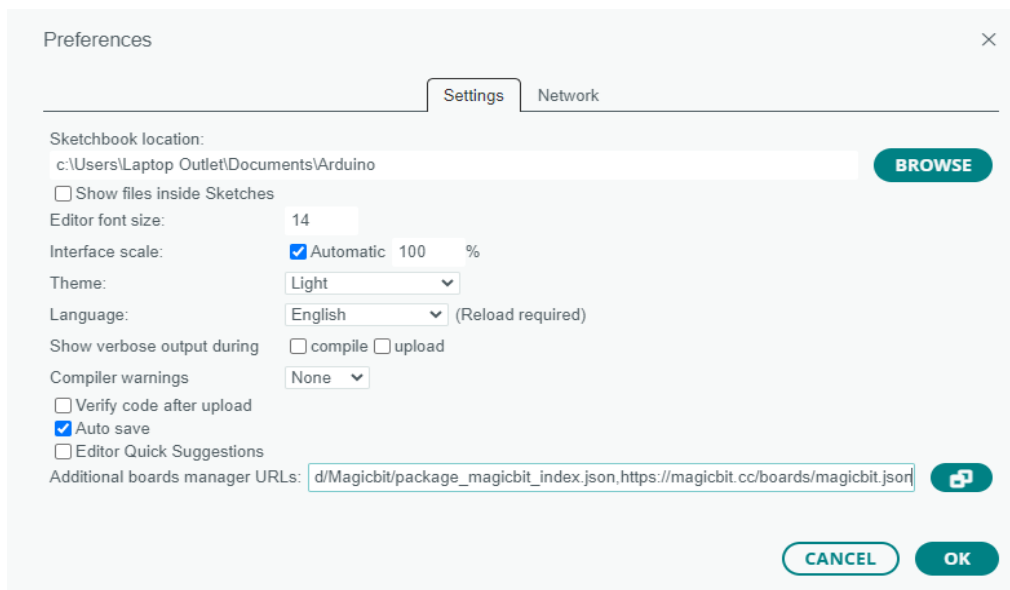 Preferences
Settings Network
Sketchbook location:
c:\Users\Laptop Outlet\Documents\Arduino BROWSE
Show files inside Sketches
Editor font size: 14
Interface scale: Automatic 100 %
Theme: Light
Language: English (Reload required)
Show verbose output during compile upload
Compiler warnings None
Verify code after upload
Auto save
Editor Quick Suggestions
Additional boards manager URLs: d/Magicbit/package_magicbit_index.json,https://magicbit.cc/boards/magicbit.json
CANCEL OK